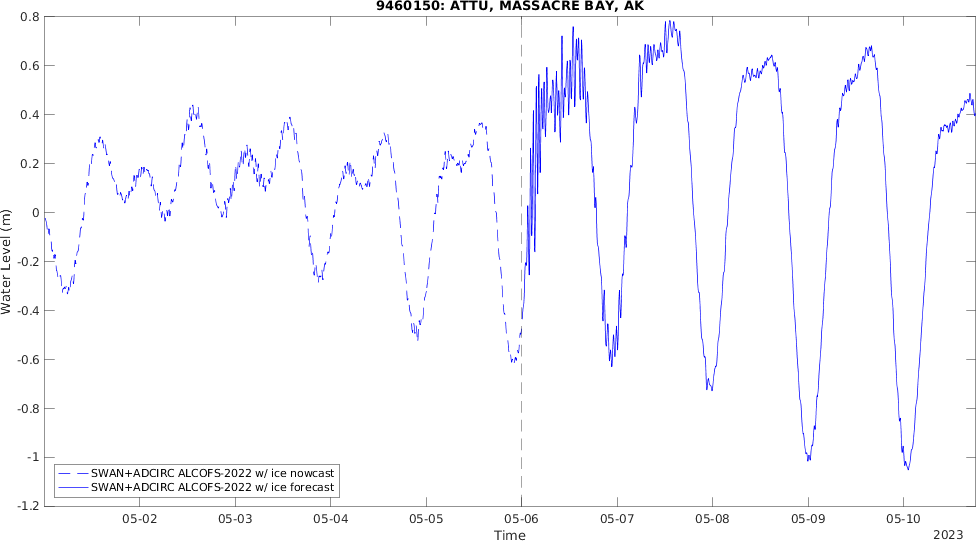 9460150: ATTU, MASSACRE BAY, AK
0.8
0.6
0.4
0.2
0
-0.2
-0.4
-0.6
-0.8
-1
-1.2
Water Level (m)
SWAN+ADCIRC ALCOFS-2022 w/ ice nowcast
SWAN+ADCIRC ALCOFS-2022 w/ ice forecast
05-02 05-03 05-04 05-05 05-06 05-07 05-08 05-09 05-10
Time
2023